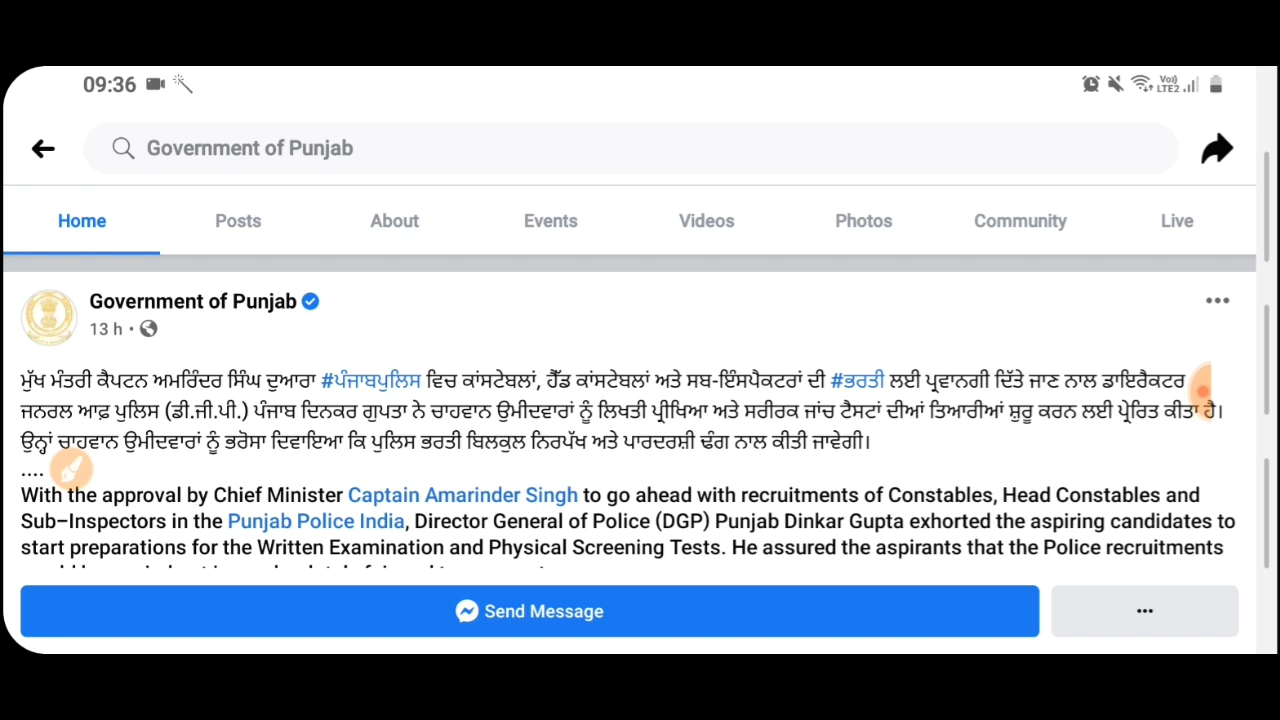 09:36
Vo))
LTE2
Government of Punjab
Home Posts About Events Videos Photos Community Live
Government of Punjab
13 h •
ਮੁੱਖ ਮੰਤਰੀ ਕੈਪਟਨ ਅਮਰਿੰਦਰ ਸਿੰਘ ਦੁਆਰਾ #ਪੰਜਾਬਪੁਲਿਸ ਵਿਚ ਕਾਂਸਟੇਬਲਾਂ, ਹੈੱਡ ਕਾਂਸਟੇਬਲਾਂ ਅਤੇ ਸਬ-ਇੰਸਪੈਕਟਰਾਂ ਦੀ #ਭਰਤੀ ਲਈ ਪ੍ਰਵਾਨਗੀ ਦਿੱਤੇ ਜਾਣ ਨਾਲ ਡਾਇਰੈਕਟਰ
ਜਨਰਲ ਆਫ਼ ਪੁਲਿਸ (ਡੀ.ਜੀ.ਪੀ.) ਪੰਜਾਬ ਦਿਨਕਰ ਗੁਪਤਾ ਨੇ ਚਾਹਵਾਨ ਉਮੀਦਵਾਰਾਂ ਨੂੰ ਲਿਖਤੀ ਪ੍ਰੀਖਿਆ ਅਤੇ ਸਰੀਰਕ ਜਾਂਚ ਟੈਸਟਾਂ ਦੀਆਂ ਤਿਆਰੀਆਂ ਸ਼ੁਰੂ ਕਰਨ ਲਈ ਪ੍ਰੇਰਿਤ ਕੀਤਾ ਹੈ।
ਉਨ੍ਹਾਂ ਚਾਹਵਾਨ ਉਮੀਦਵਾਰਾਂ ਨੂੰ ਭਰੋਸਾ ਦਿਵਾਇਆ ਕਿ ਪੁਲਿਸ ਭਰਤੀ ਬਿਲਕੁਲ ਨਿਰਪੱਖ ਅਤੇ ਪਾਰਦਰਸ਼ੀ ਢੰਗ ਨਾਲ ਕੀਤੀ ਜਾਵੇਗੀ।
....
With the approval by Chief Minister Captain Amarinder Singh to go ahead with recruitments of Constables, Head Constables and
Sub–Inspectors in the Punjab Police India, Director General of Police (DGP) Punjab Dinkar Gupta exhorted the aspiring candidates to
start preparations for the Written Examination and Physical Screening Tests. He assured the aspirants that the Police recruitments
Send Message